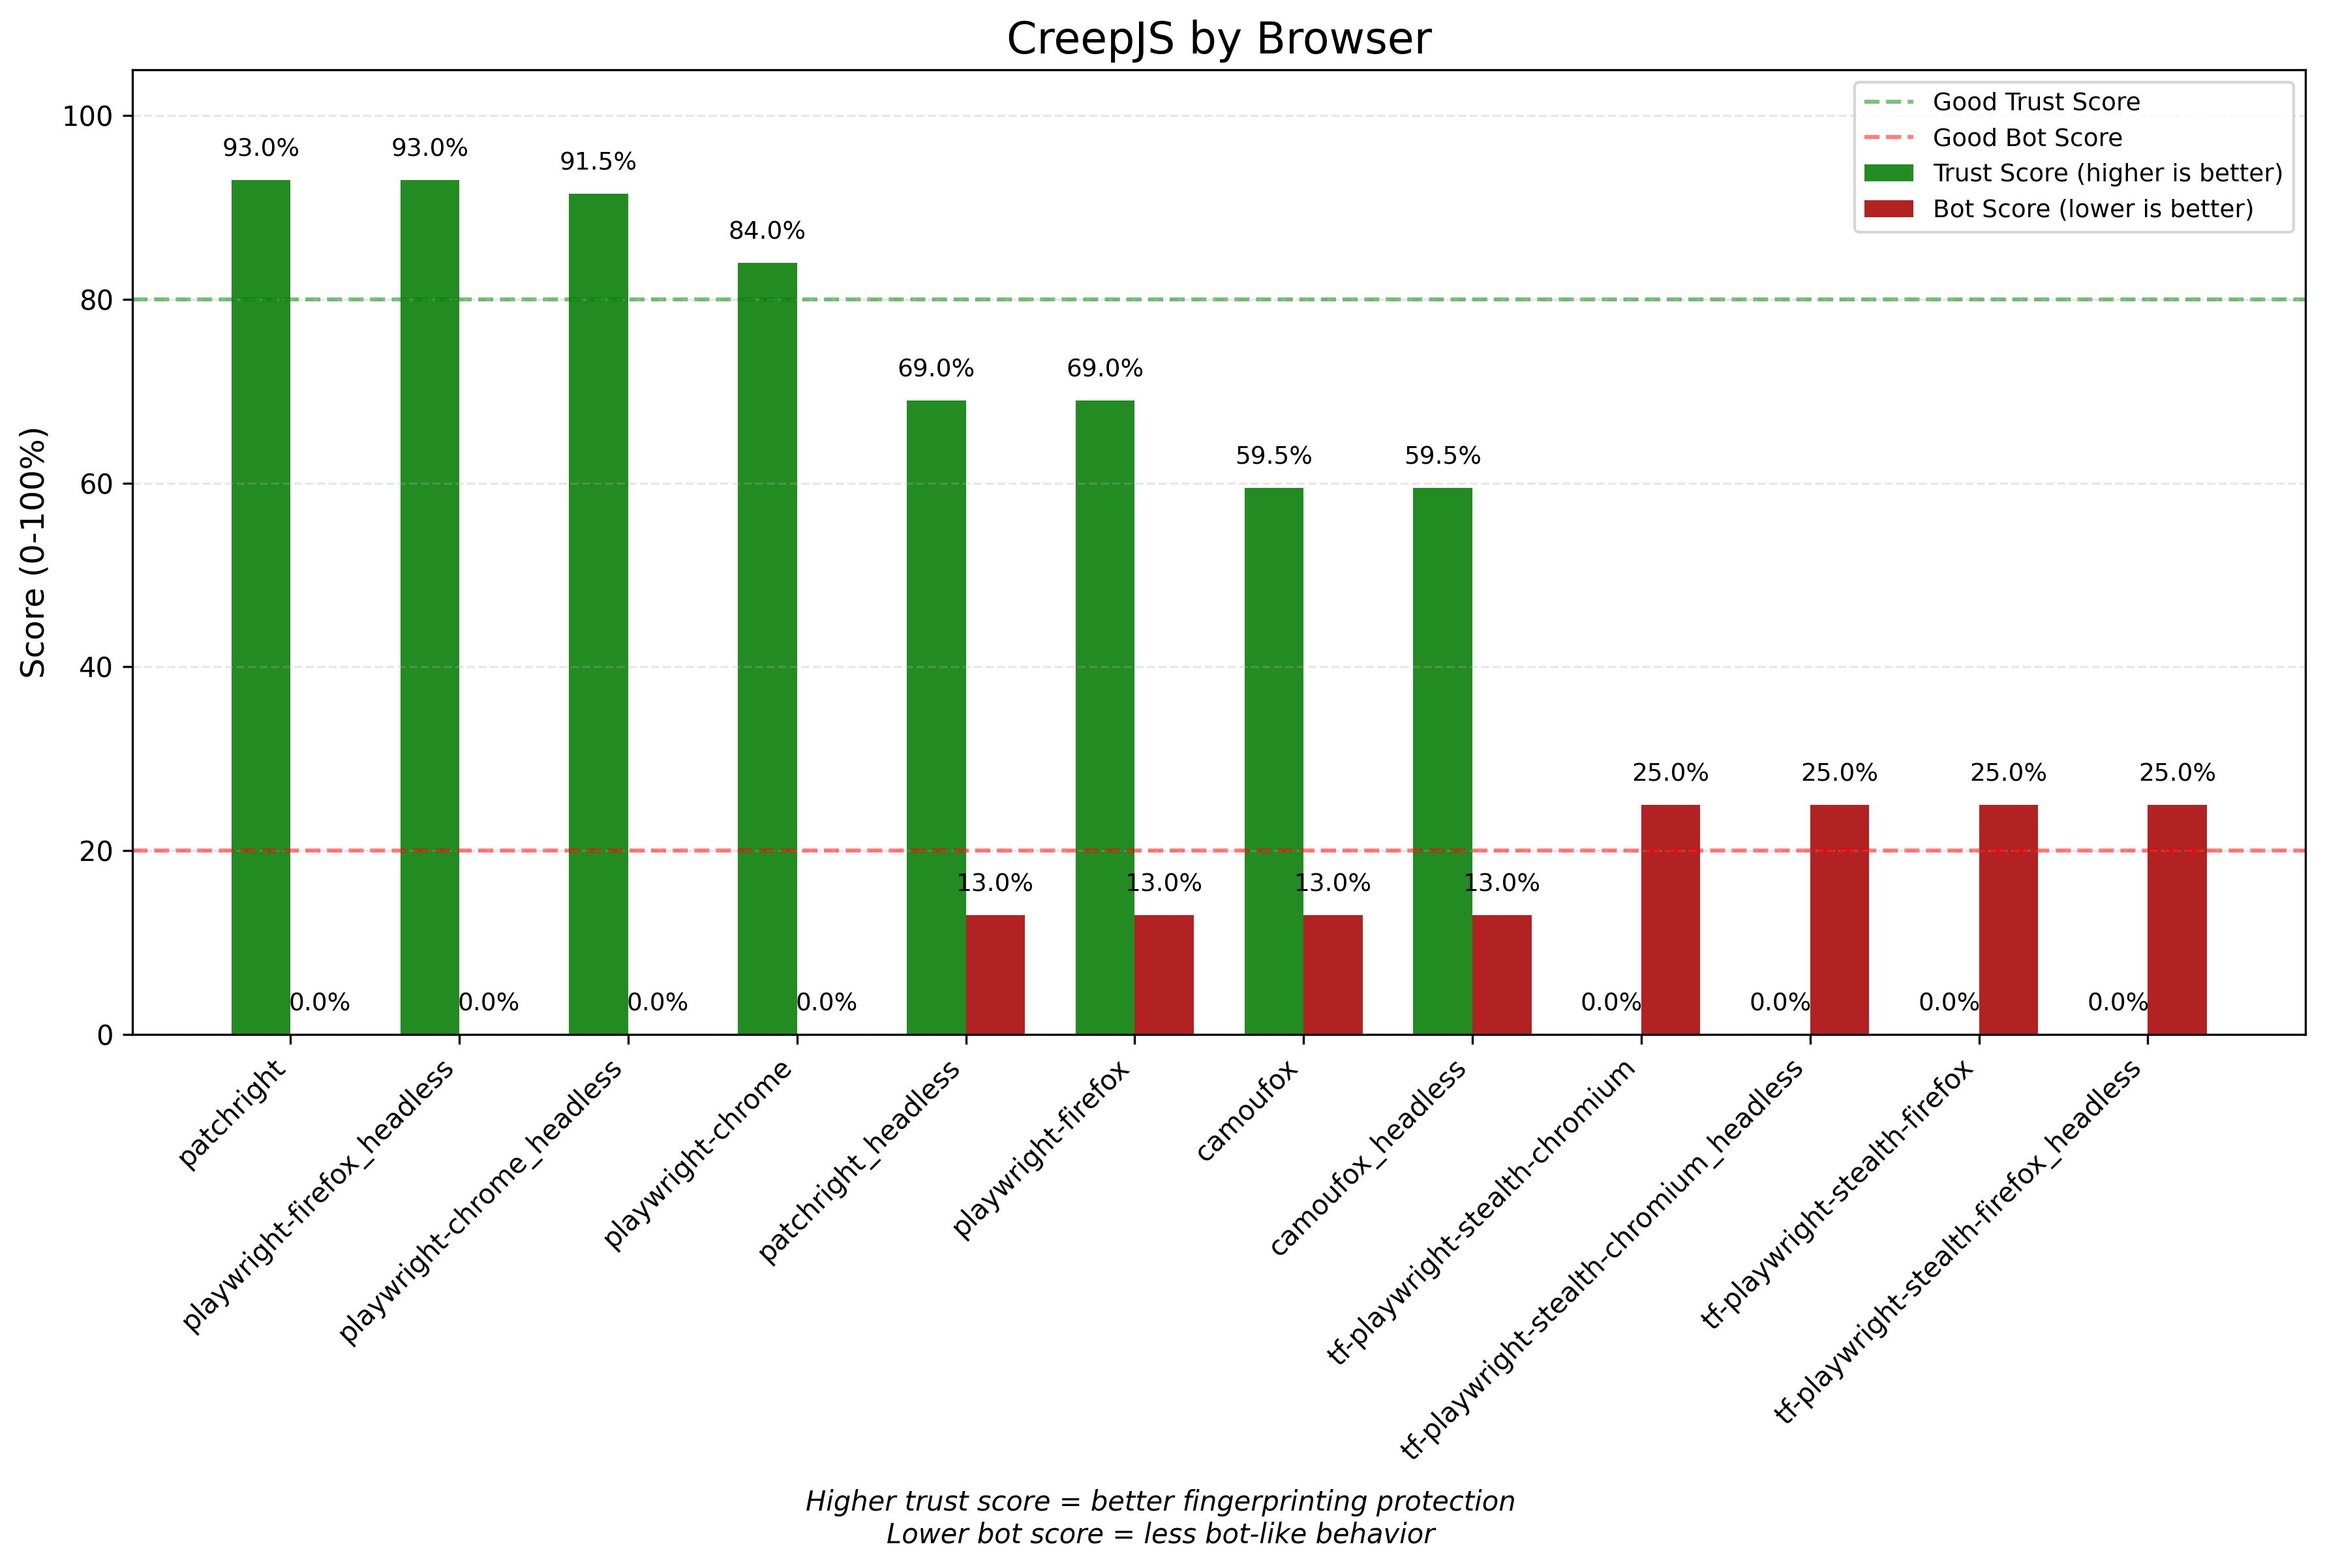 CreepJS by Browser
Good Trust Score
Good Bot Score
Trust Score (higher is better)
Bot Score (lower is better)
Score (0-100%)
100
80
60
40
20
0
93.0%
0.0%
93.0%
0.0%
91.5%
0.0%
84.0%
0.0%
69.0%
13.0%
69.0%
13.0%
59.5%
13.0%
59.5%
13.0%
0.0%
25.0%
0.0%
25.0%
0.0%
25.0%
0.0%
25.0%
patchright
playwright-firefox_headless
playwright-chrome_headless
playwright-chrome
patchright_headless
playwright-firefox
camoufox
camoufox_headless
tf-playwright-stealth-chromium
tf-playwright-stealth-chromium_headless
tf-playwright-stealth-firefox
tf-playwright-stealth-firefox_headless
Higher trust score = better fingerprinting protection
Lower bot score = less bot-like behavior